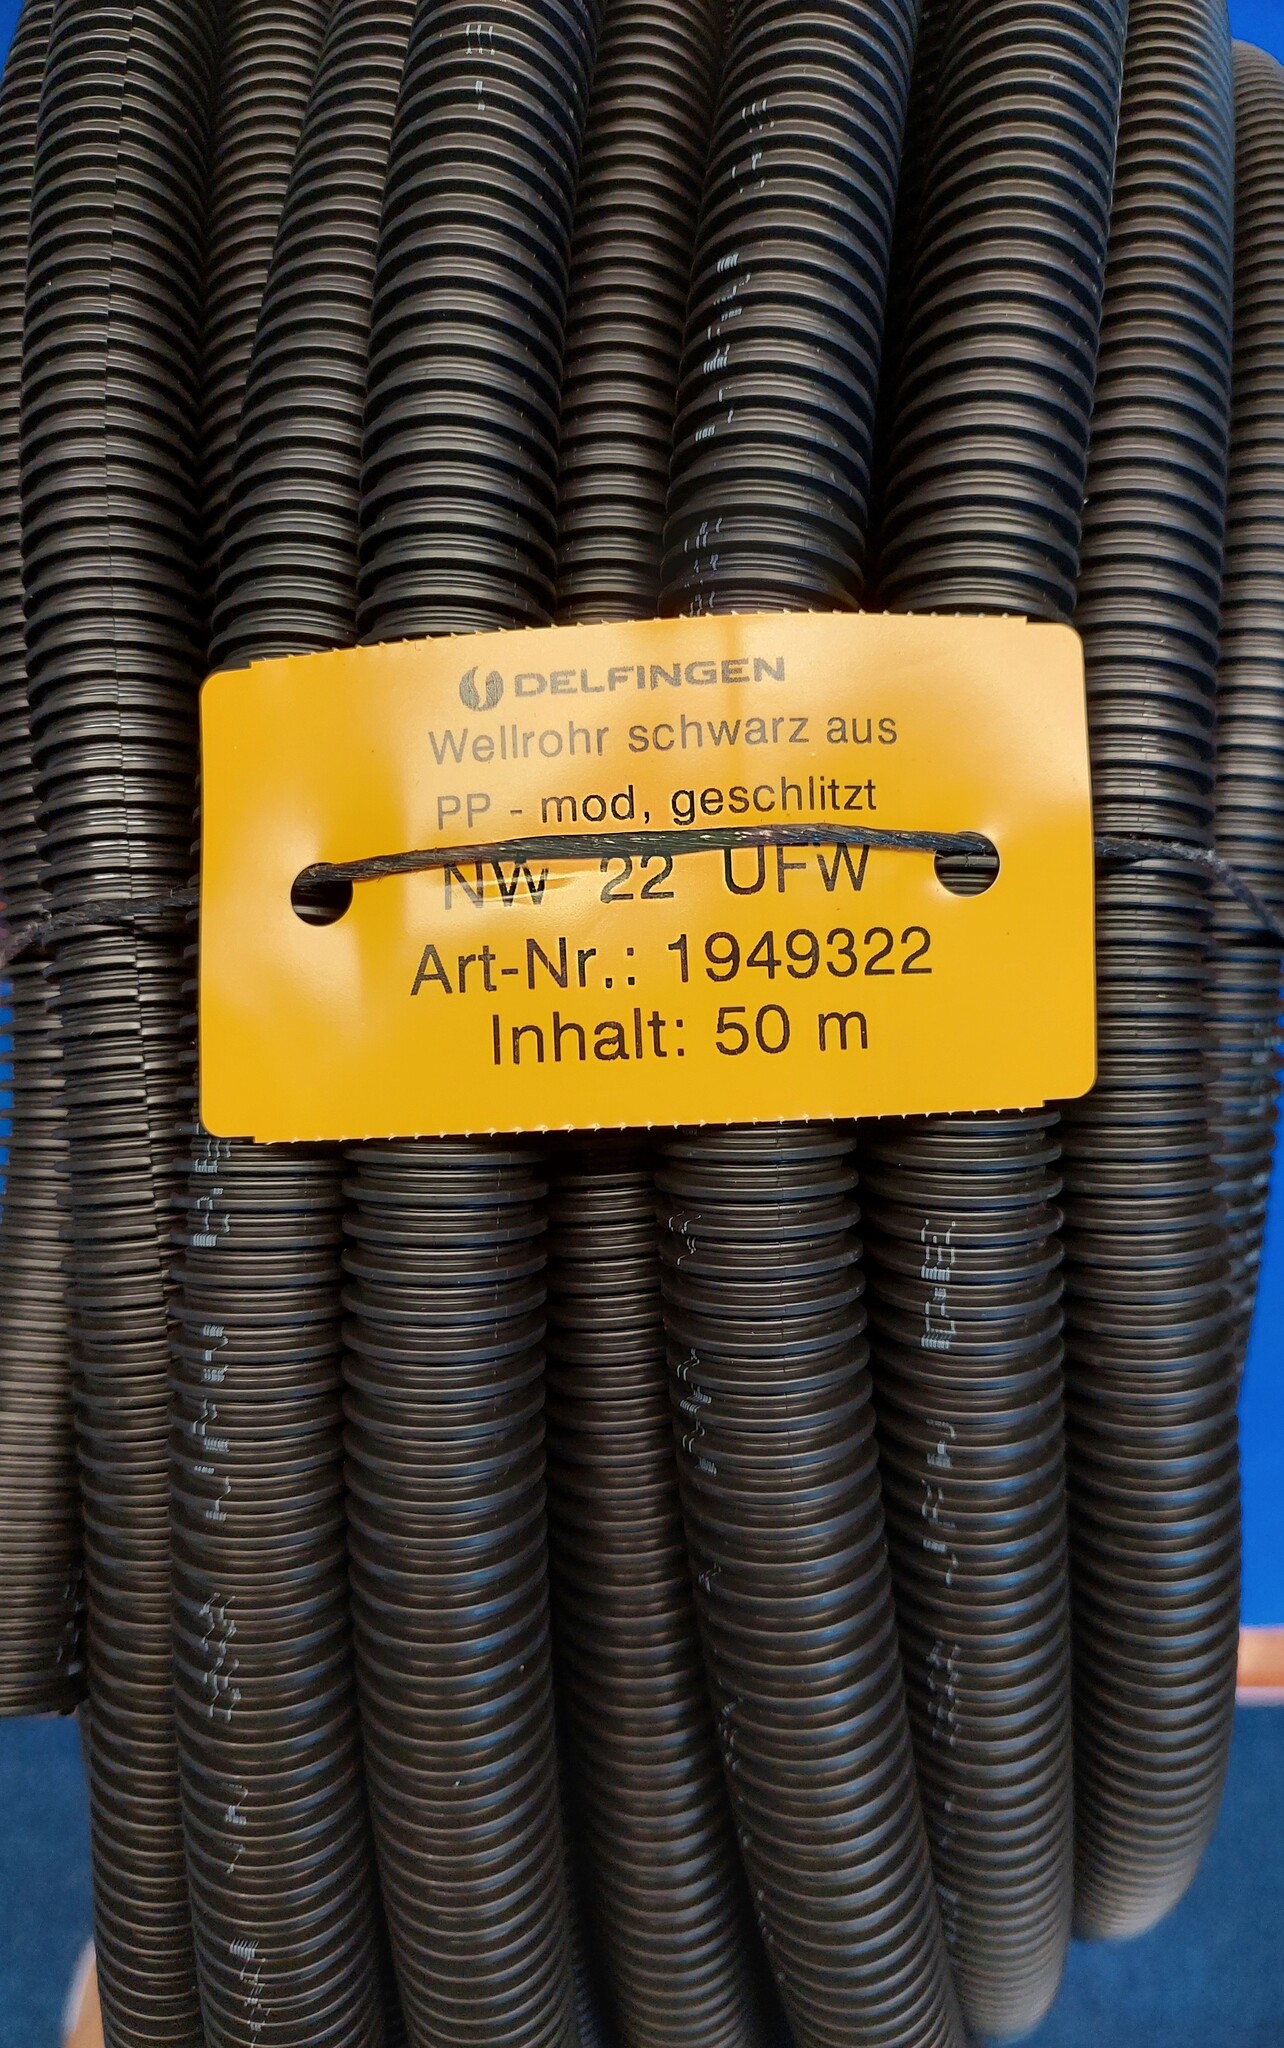 DELFINGEN
Wellrohr schwarz aus
PP - mod, geschlitzt
NW 22 UFW
Art-Nr.: 1949322
Inhalt: 50 m